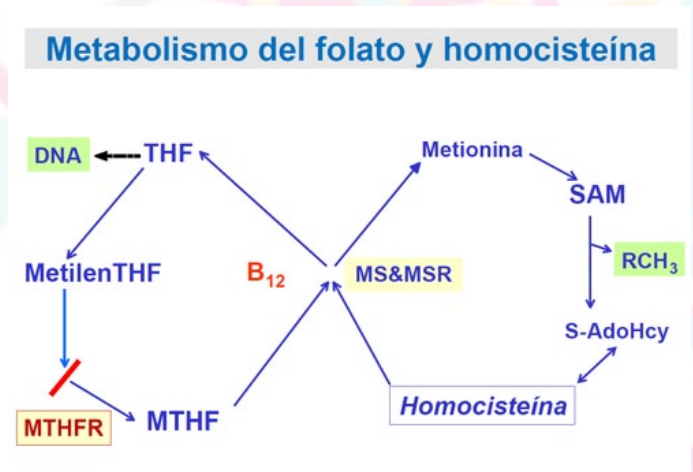 Metabolismo del folato y homocisteína
DNA
THF
Metionina
SAM
MetilenTHF
B12
MS&MSR
RCH3
S-AdoHcy
Homocisteína
MTHFR
MTHF